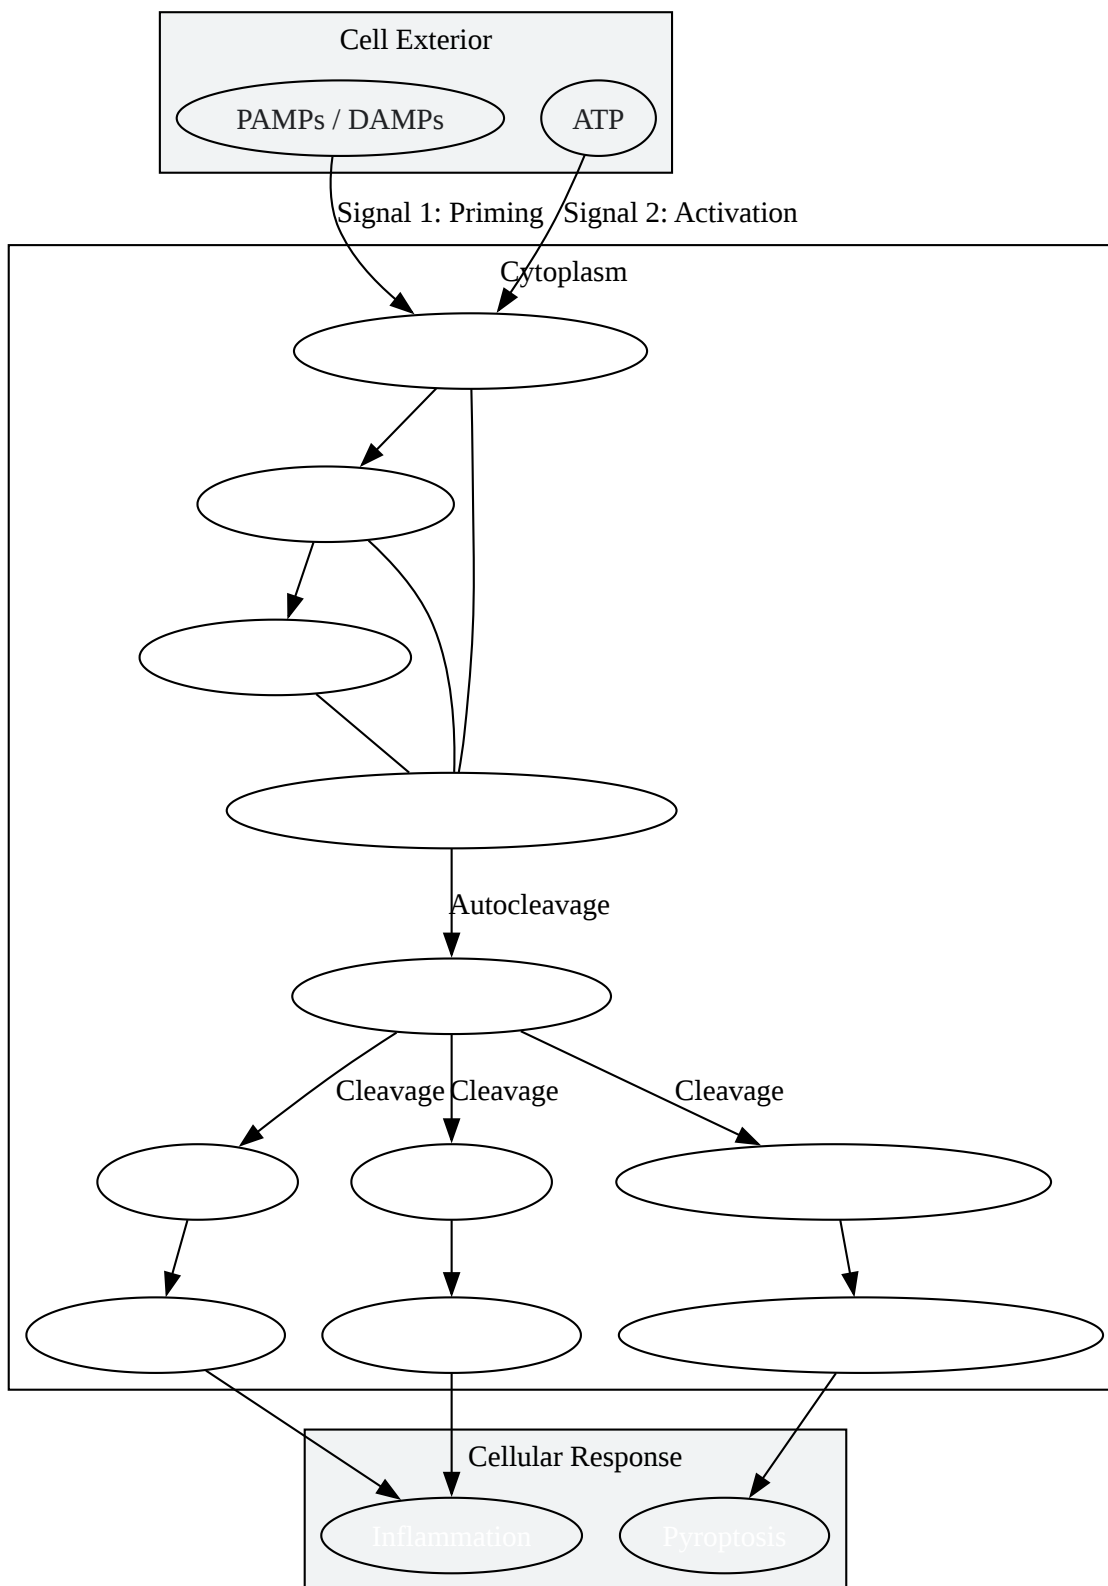 Cell Exterior
PAMPs / DAMPs
ATP
Signal 1: Priming
Signal 2: Activation
Cytoplasm
Autocleavage
Cleavage
Cleavage
Cleavage
Cellular Response
Inflammation
Pyroptosis